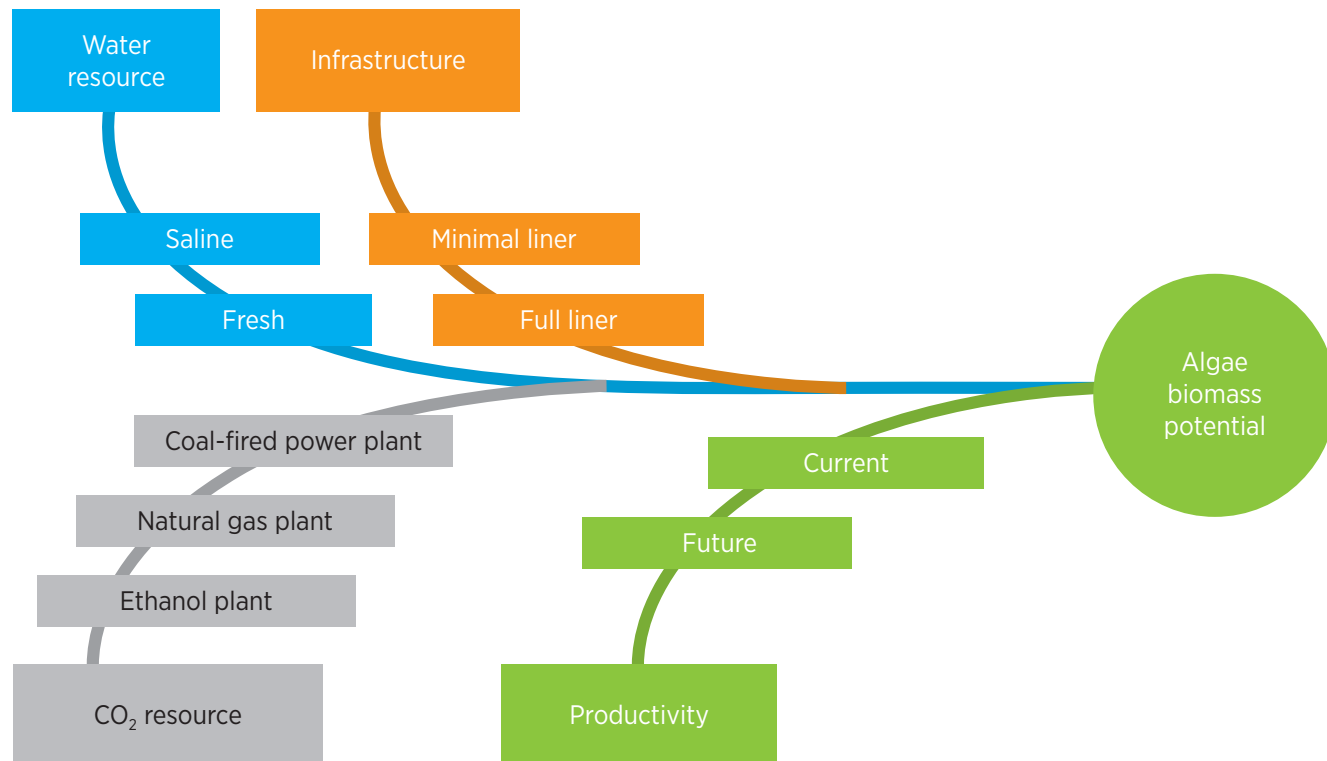 Water
resource
Infrastructure
Saline
Minimal liner
Fresh
Full liner
Algae
biomass
potential
Coal-fired power plant
Current
Natural gas plant
Future
Ethanol plant
CO₂ resource
Productivity